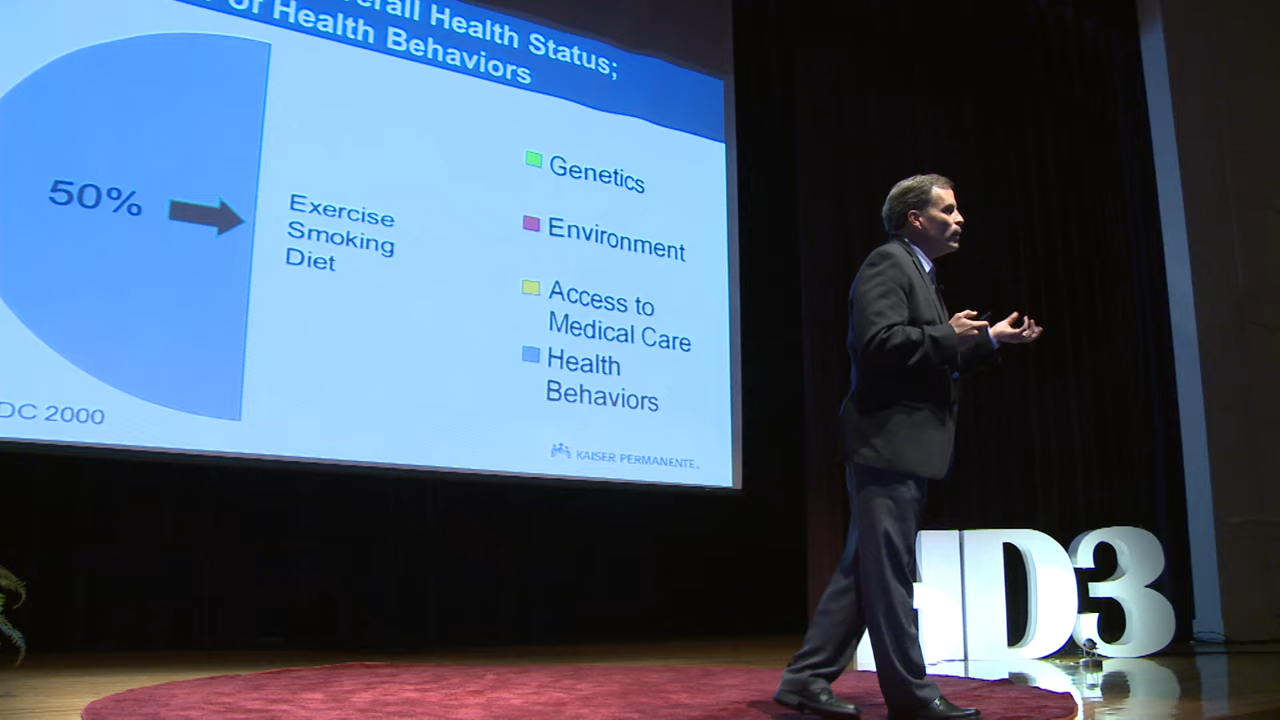 erall Health Status;
or Health Behaviors
50%
Exercise
Smoking
Diet
Genetics
Environment
Access to
Medical Care
Health
Behaviors
DC 2000
KAISER PERMANENTE
HD3